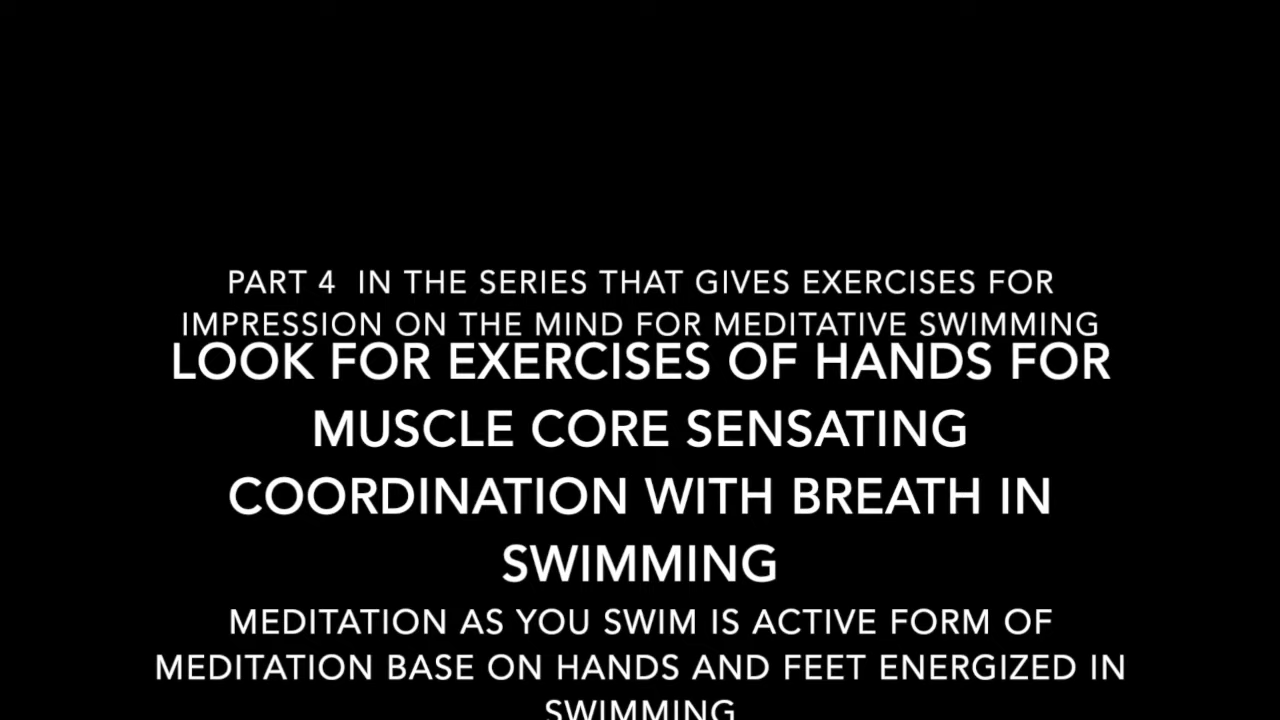 PART 4  IN THE SERIES THAT GIVES EXERCISES FOR
IMPRESSION ON THE MIND FOR MEDITATIVE SWIMMING
LOOK FOR EXERCISES OF HANDS FOR
MUSCLE CORE SENSATING
COORDINATION WITH BREATH IN
SWIMMING
MEDITATION AS YOU SWIM IS ACTIVE FORM OF
MEDITATION BASE ON HANDS AND FEET ENERGIZED IN
SWIMMING